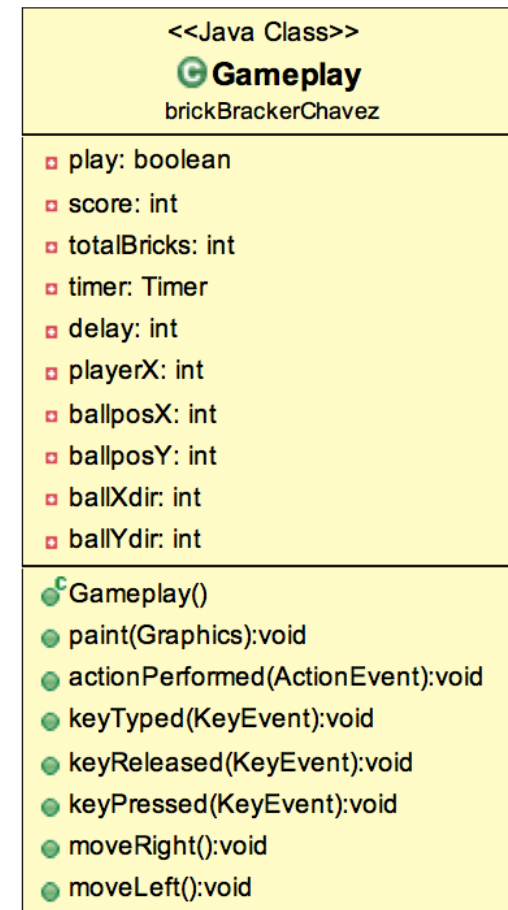 <<Java Class>>
Gameplay
brickBrackerChavez
play: boolean
score: int
totalBricks: int
timer: Timer
delay: int
playerX: int
ballposX: int
ballposY: int
ballXdir: int
ballYdir: int
Gameplay()
paint(Graphics):void
actionPerformed(ActionEvent):void
keyTyped(KeyEvent):void
keyReleased(KeyEvent):void
keyPressed(KeyEvent):void
moveRight():void
moveLeft():void